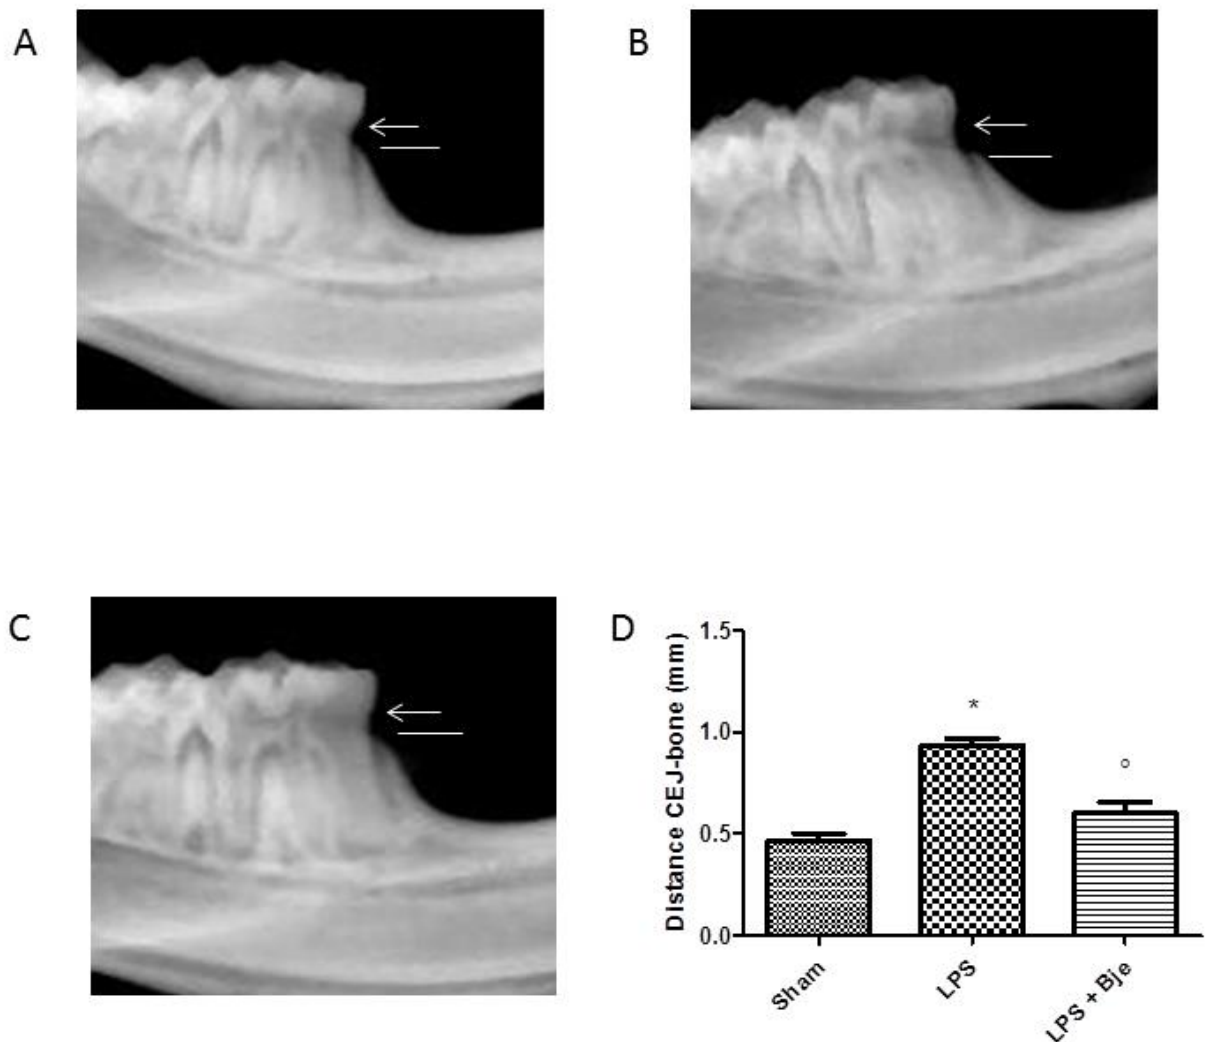 A
B
C
D
Distance CEJ-bone (mm)
1.5
1.0
0.5
0.0
*
°
Sham
LPS
LPS + Bje